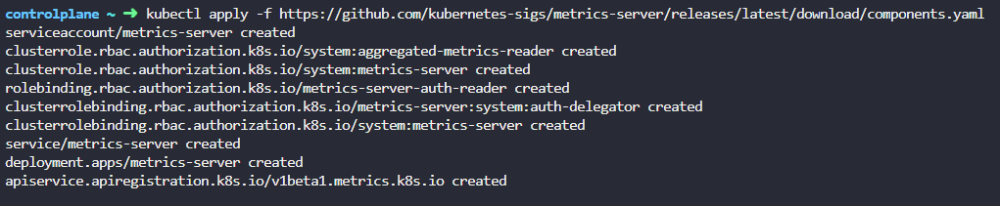 controlplane ~ ➜ kubectl apply -f https://github.com/kubernetes-sigs/metrics-server/releases/latest/download/components.yaml
serviceaccount/metrics-server created
clusterrole.rbac.authorization.k8s.io/system:aggregated-metrics-reader created
clusterrole.rbac.authorization.k8s.io/system:metrics-server created
rolebinding.rbac.authorization.k8s.io/metrics-server-auth-reader created
clusterrolebinding.rbac.authorization.k8s.io/metrics-server:system:auth-delegator created
clusterrolebinding.rbac.authorization.k8s.io/system:metrics-server created
service/metrics-server created
deployment.apps/metrics-server created
apiservice.apiregistration.k8s.io/v1beta1.metrics.k8s.io created